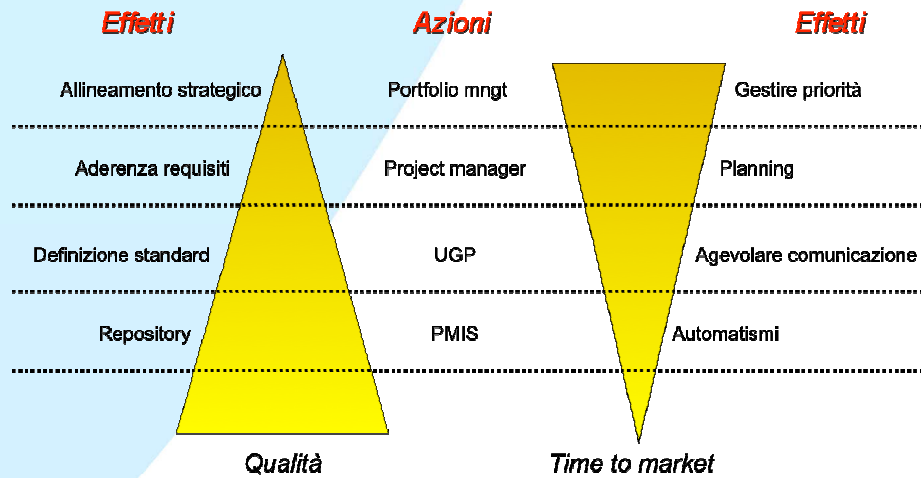 Effetti Azioni Effetti
Allineamento strategico Portfolio mngt Gestire priorità
Aderenza requisiti Project manager Planning
Definizione standard UGP Agevolare comunicazione
Repository PMIS Automatismi
Qualità Time to market